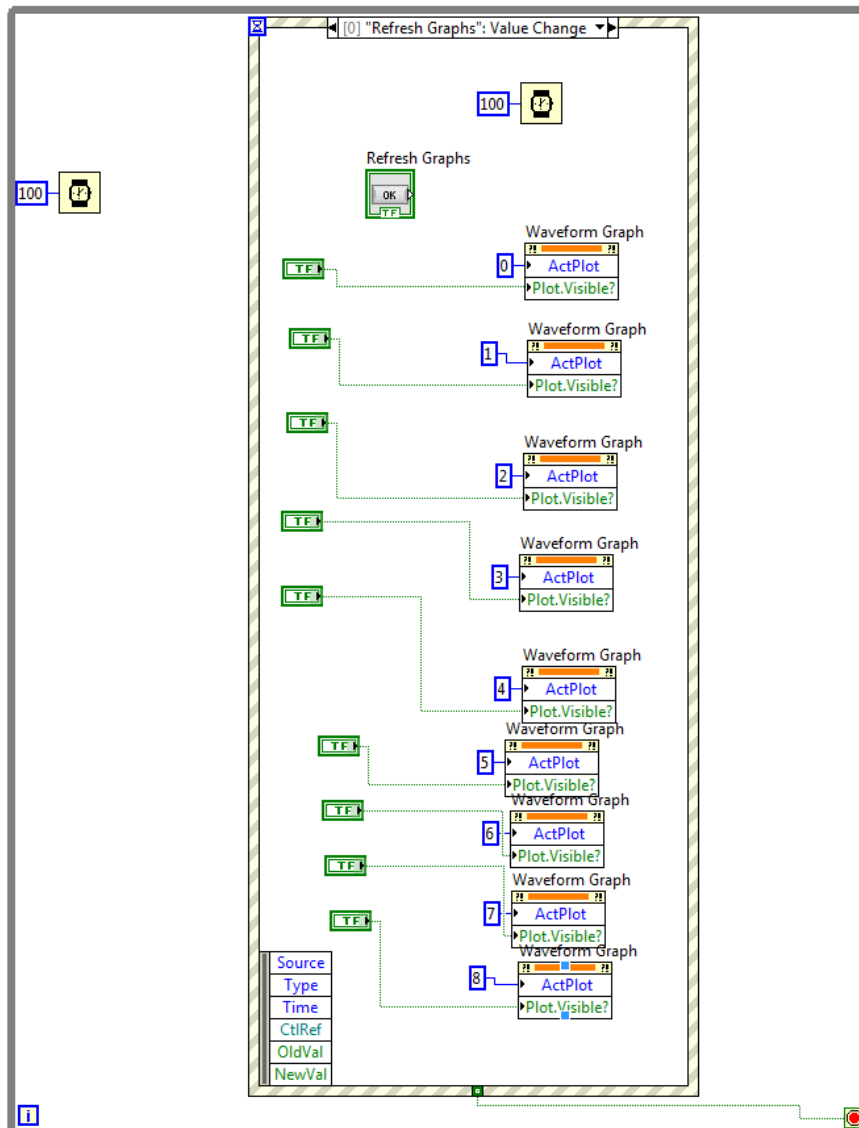 [0] "Refresh Graphs": Value Change
100
100
Refresh Graphs
OK
TF
Waveform Graph
TF
0
ActPlot
Plot.Visible?
Waveform Graph
TF
1
ActPlot
Plot.Visible?
TF
Waveform Graph
2
ActPlot
Plot.Visible?
TF
Waveform Graph
3
ActPlot
Plot.Visible?
TF
Waveform Graph
4
ActPlot
Plot.Visible?
Waveform Graph
TF
5
ActPlot
Plot.Visible?
Waveform Graph
TF
6
ActPlot
Plot.Visible?
TF
Waveform Graph
7
ActPlot
TF
Plot.Visible?
Waveform Graph
8
ActPlot
Plot.Visible?
Source
Type
Time
CtlRef
OldVal
NewVal
i